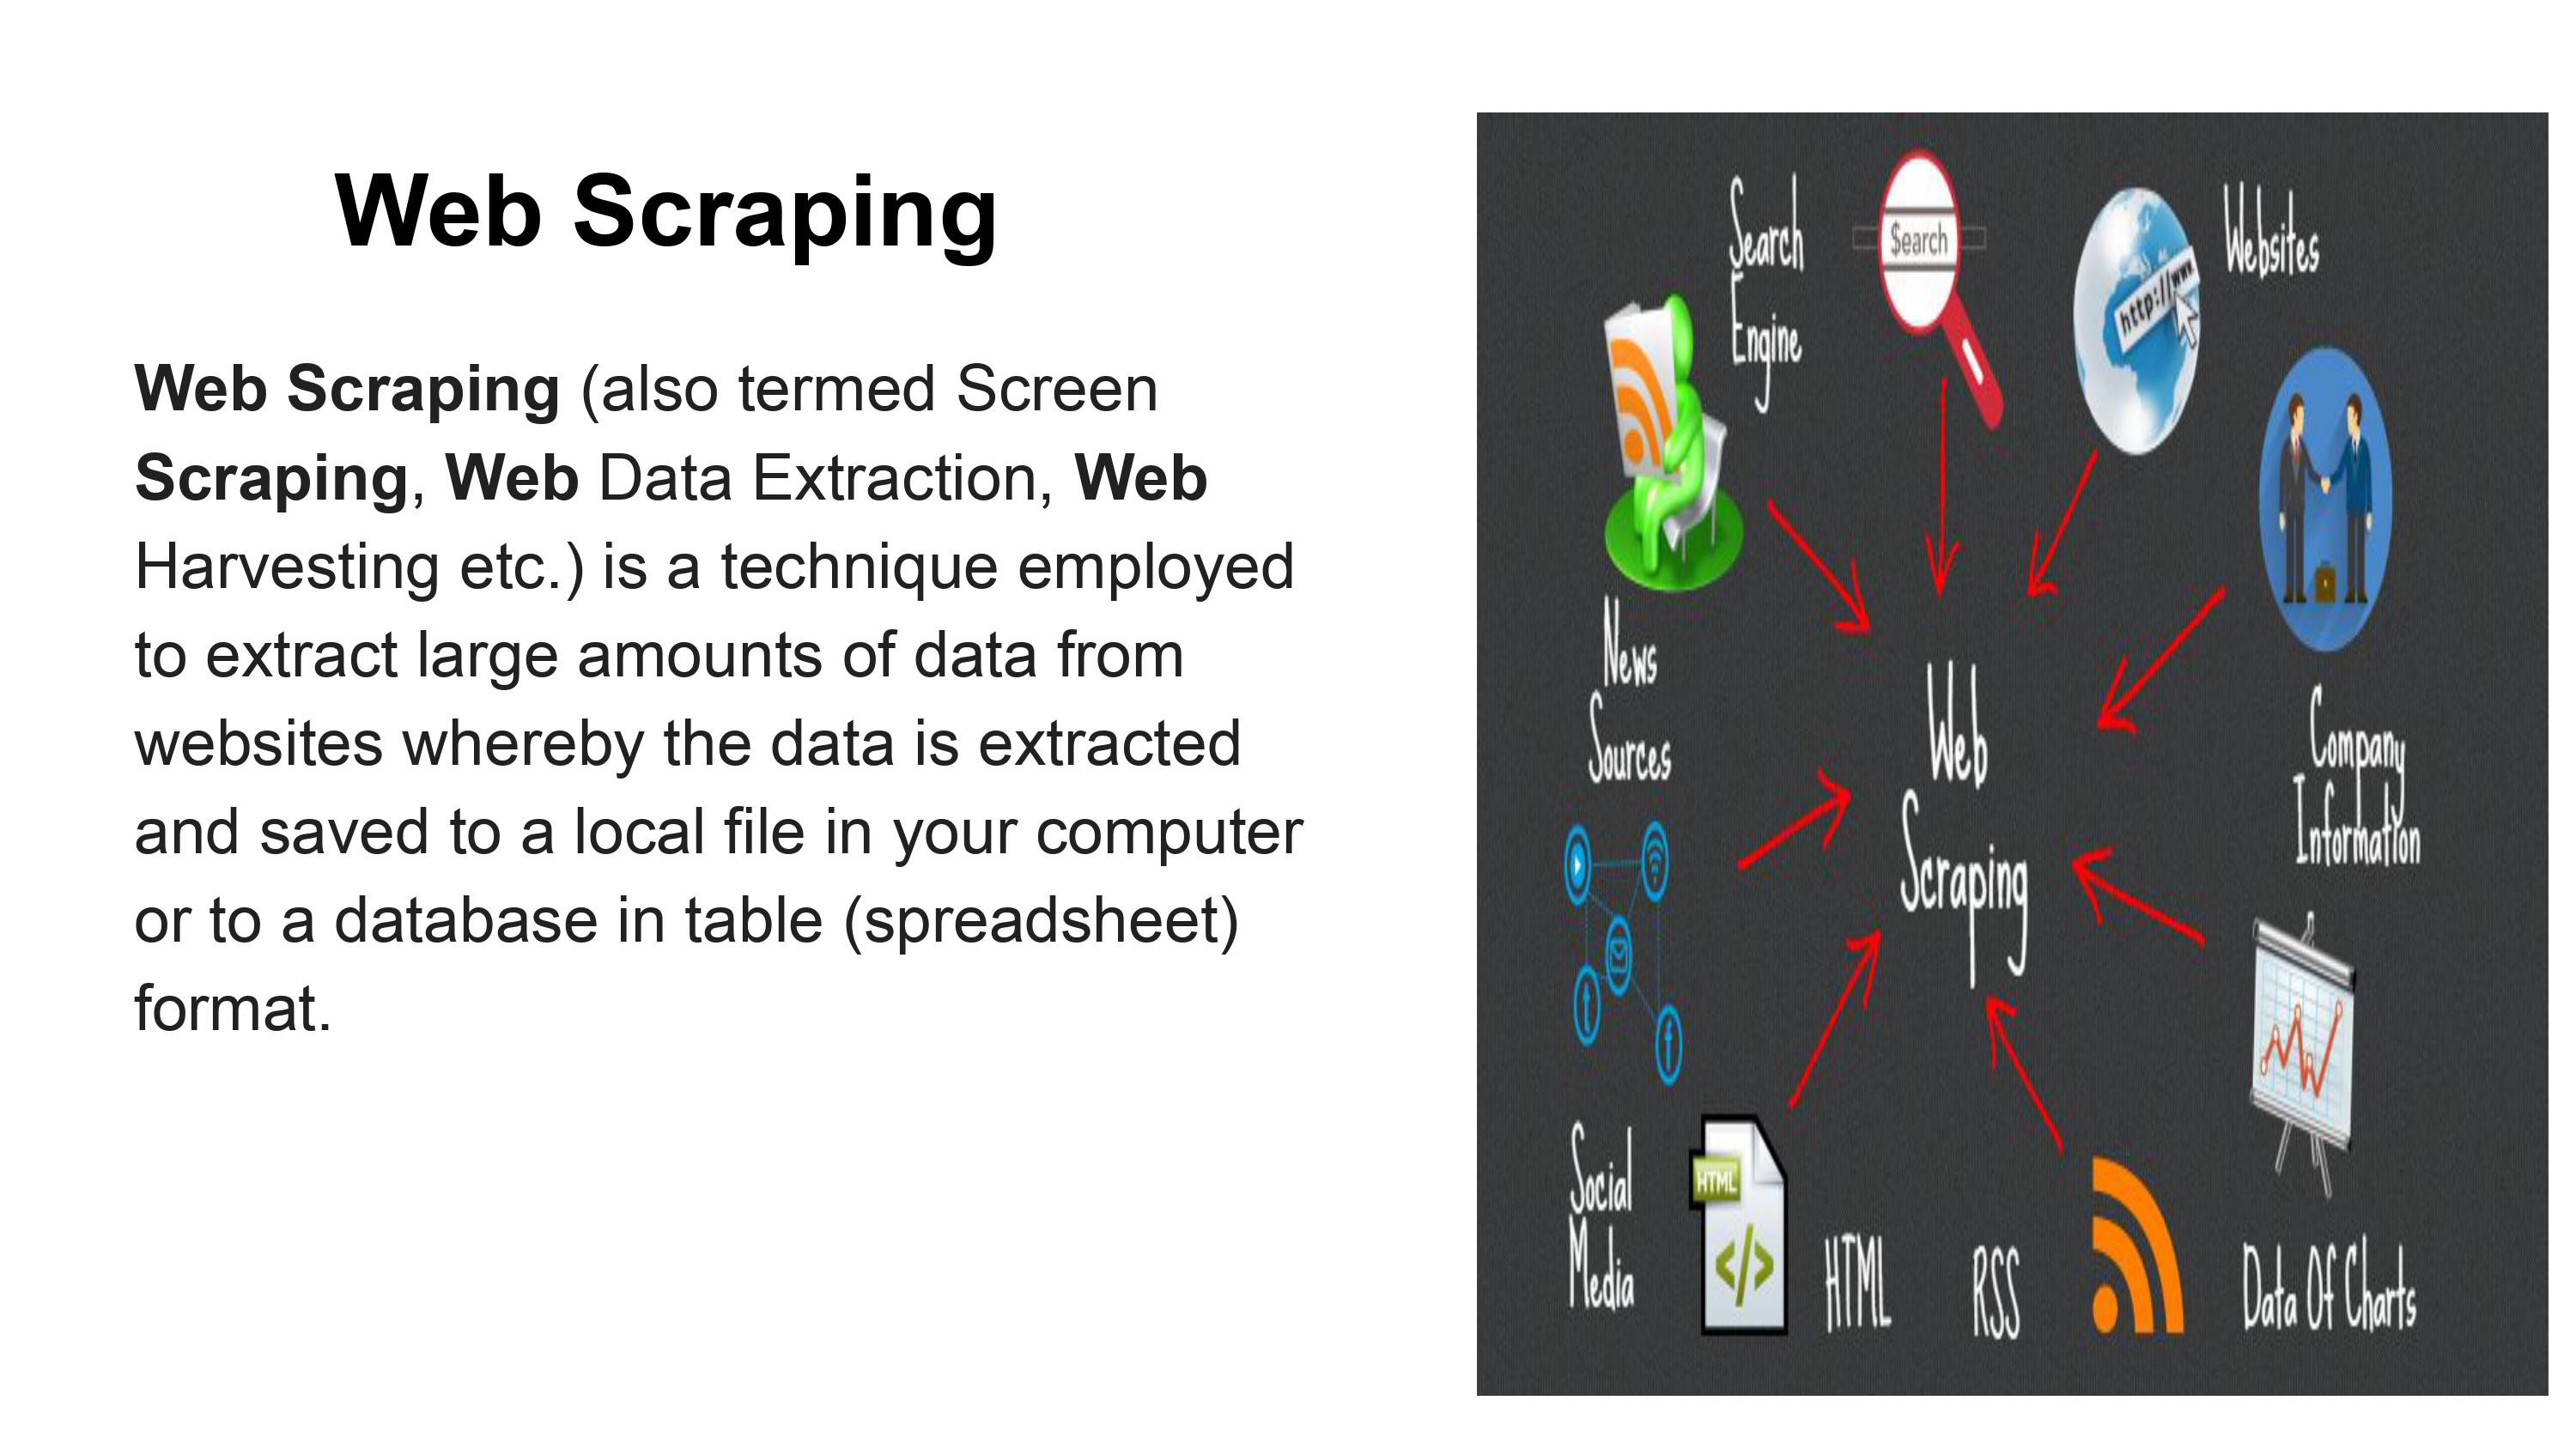 Web Scraping
Web Scraping (also termed Screen
Scraping, Web Data Extraction, Web
Harvesting etc.) is a technique employed
to extract large amounts of data from
websites whereby the data is extracted
and saved to a local file in your computer
or to a database in table (spreadsheet)
format.
Search
Engine
$earch
http://www.
Websites
News
Sources
Web
Scraping
Company
Information
Social
Media
HTML
</>
HTML
RSS
Data Of Charts
t
f